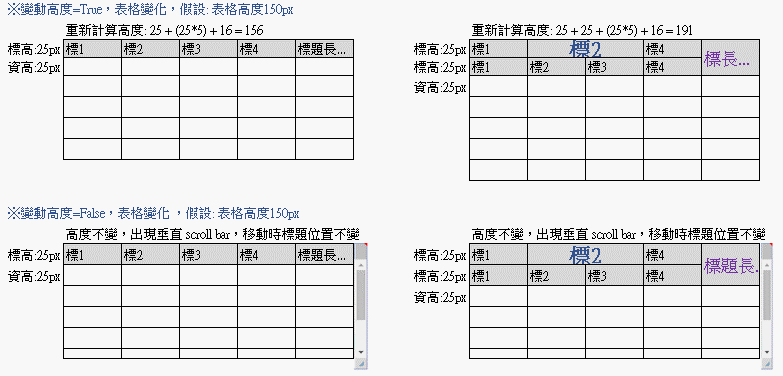 ※變動高度=True，表格變化，假設: 表格高度150px
重新計算高度: 25 + (25*5) + 16 = 156
標高:25px 標1 標2 標3 標4 標題長...
資高:25px
重新計算高度: 25 + 25 + (25*5) + 16 = 191
標高:25px 標1 標2 標4 標長...
標高:25px 標1 標2 標3 標4
資高:25px
※變動高度=False，表格變化 ，假設: 表格高度150px
高度不變，出現垂直 scroll bar，移動時標題位置不變
標高:25px 標1 標2 標3 標4 標題長...
資高:25px
高度不變，出現垂直 scroll bar，移動時標題位置不變
標高:25px 標1 標2 標4 標題長.
標高:25px 標1 標2 標3 標4
資高:25px